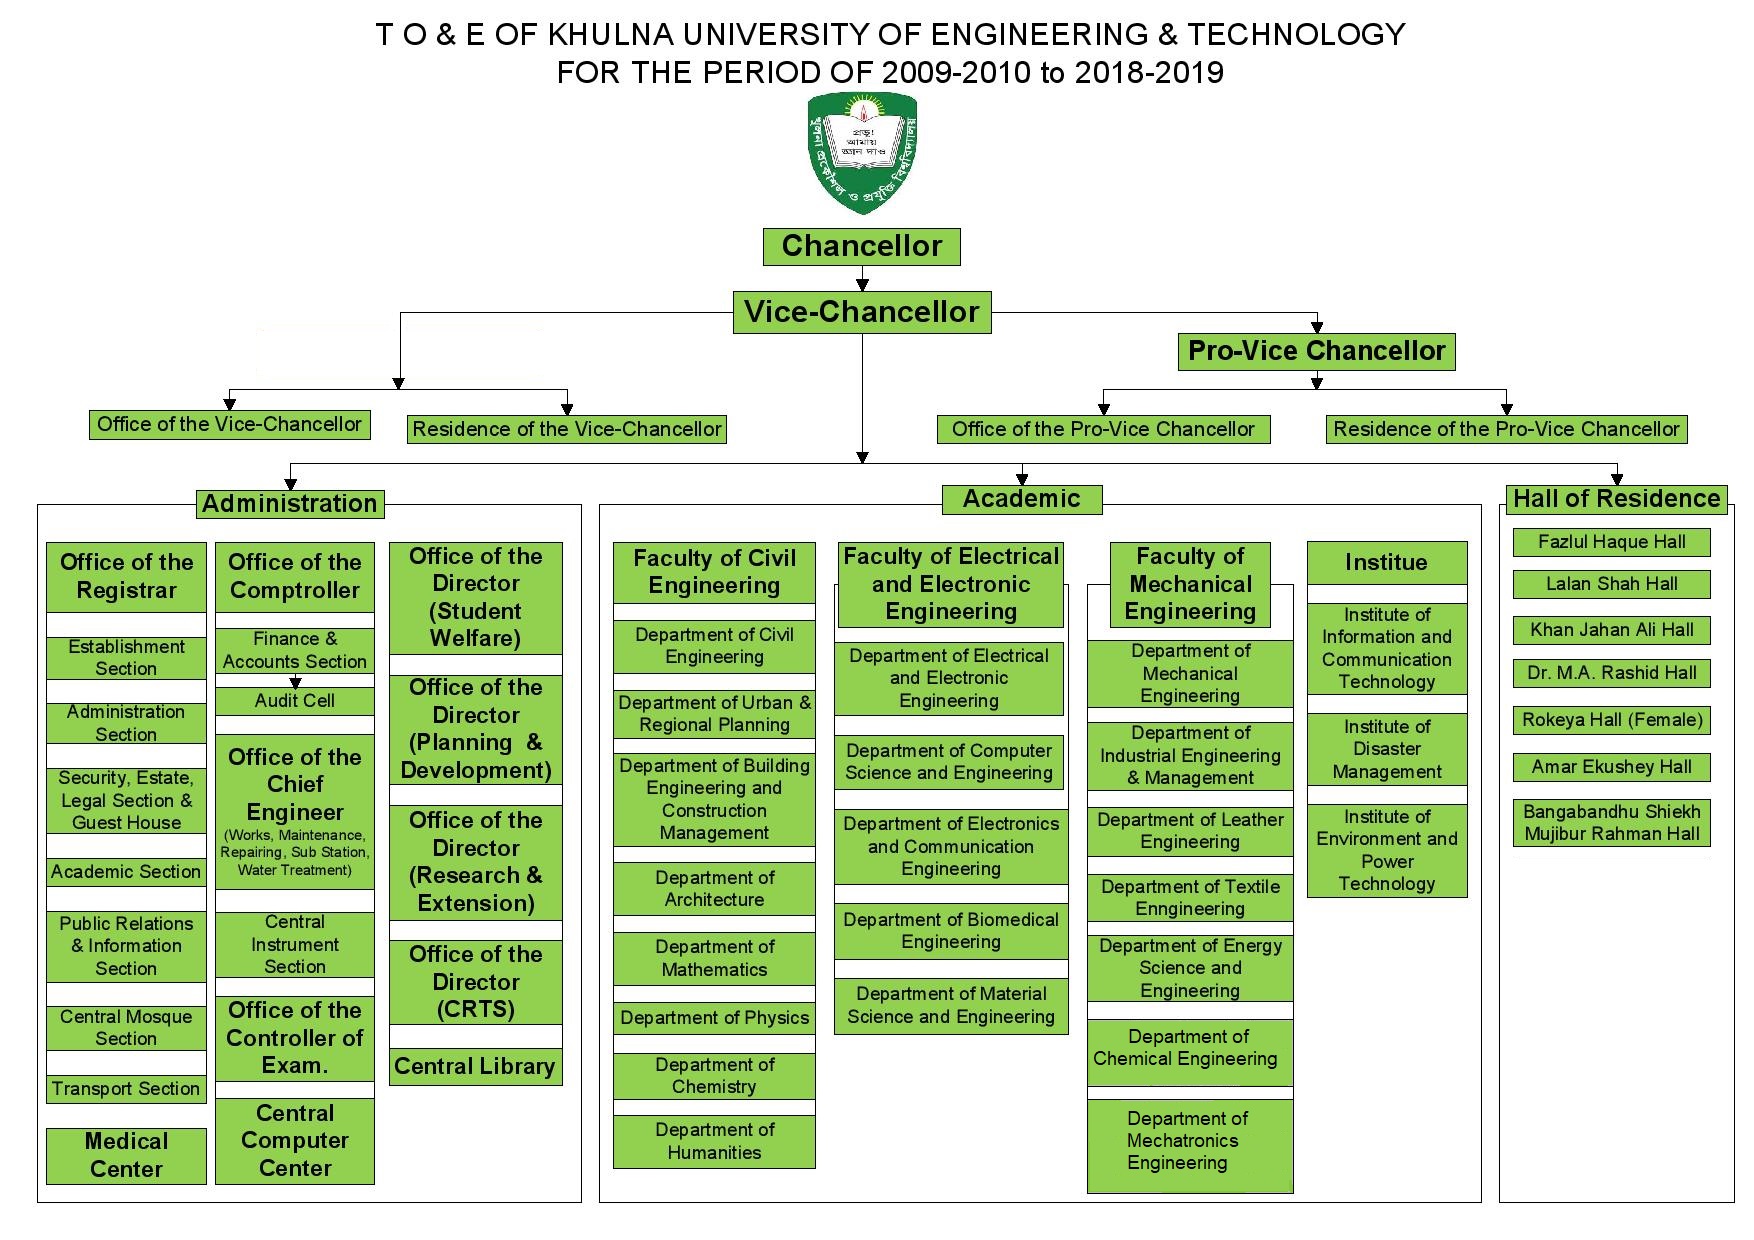 T O & E OF KHULNA UNIVERSITY OF ENGINEERING & TECHNOLOGY
FOR THE PERIOD OF 2009-2010 to 2018-2019
প্রভু!
আমায়
জ্ঞান দাও
খুলনা প্রকৌশল ও প্রযুক্তি বিশ্ববিদ্যালয়
Chancellor
Vice-Chancellor
Pro-Vice Chancellor
Office of the Vice-Chancellor
Residence of the Vice-Chancellor
Office of the Pro-Vice Chancellor
Residence of the Pro-Vice Chancellor
Administration
Office of the
Registrar
Establishment
Section
Administration
Section
Security, Estate,
Legal Section &
Guest House
Academic Section
Public Relations
& Information
Section
Central Mosque
Section
Transport Section
Medical
Center
Office of the
Comptroller
Finance &
Accounts Section
Audit Cell
Office of the
Chief
Engineer
(Works, Maintenance,
Repairing, Sub Station,
Water Treatment)
Central
Instrument
Section
Office of the
Controller of
Exam.
Central
Computer
Center
Office of the
Director
(Student
Welfare)
Office of the
Director
(Planning &
Development)
Office of the
Director
(Research &
Extension)
Office of the
Director
(CRTS)
Central Library
Academic
Faculty of Civil
Engineering
Department of Civil
Engineering
Department of Urban &
Regional Planning
Department of Building
Engineering and
Construction
Management
Department of
Architecture
Department of
Mathematics
Department of Physics
Department of
Chemistry
Department of
Humanities
Faculty of Electrical
and Electronic
Engineering
Department of Electrical
and Electronic
Engineering
Department of Computer
Science and Engineering
Department of Electronics
and Communication
Engineering
Department of Biomedical
Engineering
Department of Material
Science and Engineering
Faculty of
Mechanical
Engineering
Department of
Mechanical
Engineering
Department of
Industrial Engineering
& Management
Department of Leather
Engineering
Department of Textile
Enngineering
Department of Energy
Science and
Engineering
Department of
Chemical Engineering
Department of
Mechatronics
Engineering
Institue
Institute of
Information and
Communication
Technology
Institute of
Disaster
Management
Institute of
Environment and
Power
Technology
Hall of Residence
Fazlul Haque Hall
Lalan Shah Hall
Khan Jahan Ali Hall
Dr. M.A. Rashid Hall
Rokeya Hall (Female)
Amar Ekushey Hall
Bangabandhu Shiekh
Mujibur Rahman Hall